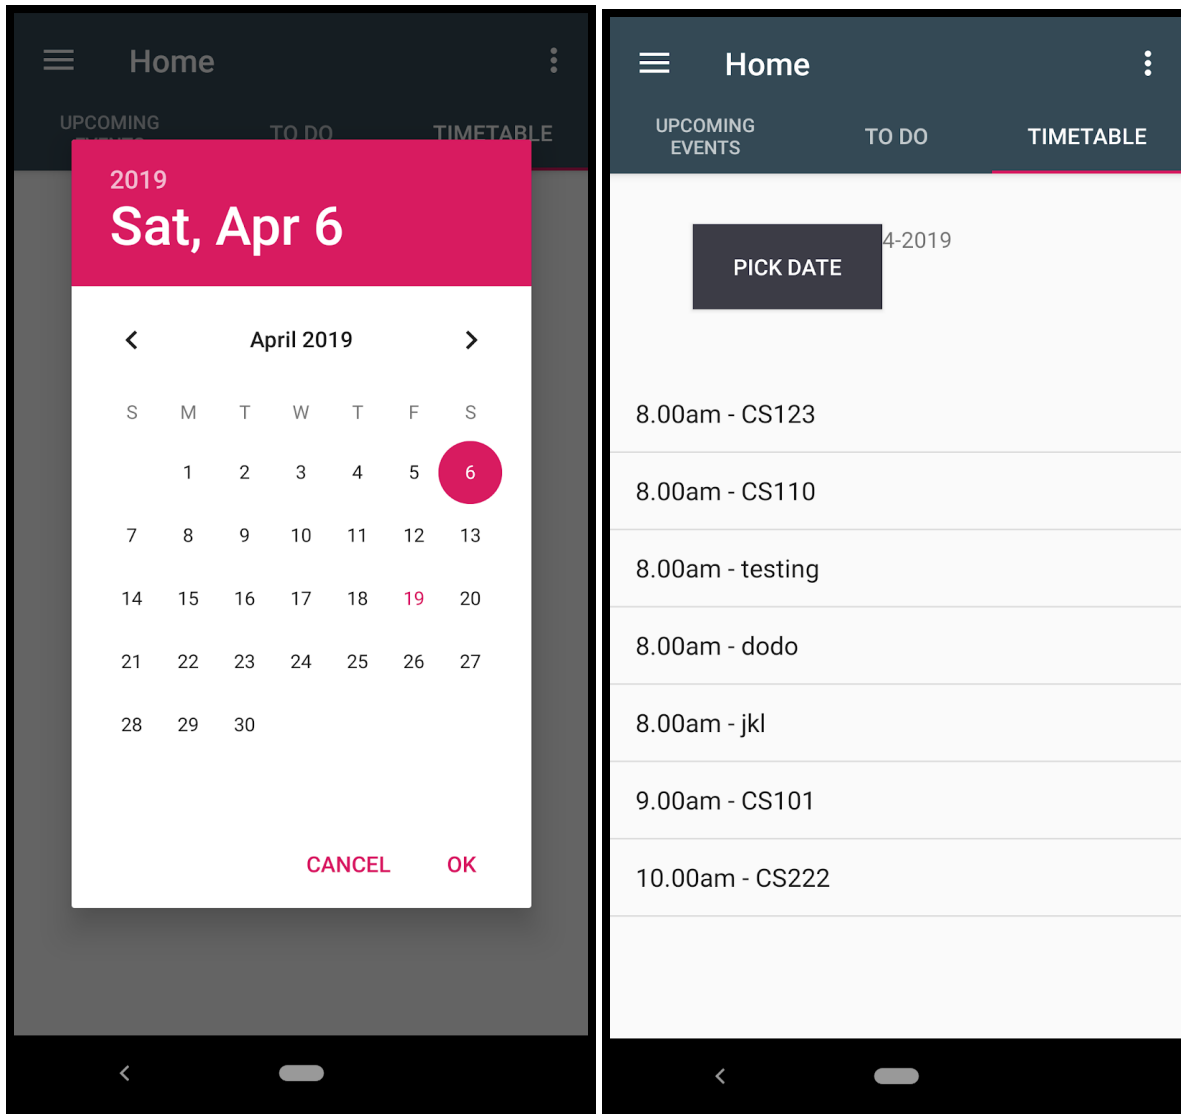 Home
UPCOMING
EVENTS
TO DO
TIMETABLE
2019
Sat, Apr 6
April 2019
S M T W T F S
1 2 3 4 5 6
7 8 9 10 11 12 13
14 15 16 17 18 19 20
21 22 23 24 25 26 27
28 29 30
CANCEL OK
Home
UPCOMING
EVENTS
TO DO
TIMETABLE
PICK DATE
4-2019
8.00am - CS123
8.00am - CS110
8.00am - testing
8.00am - dodo
8.00am - jkl
9.00am - CS101
10.00am - CS222